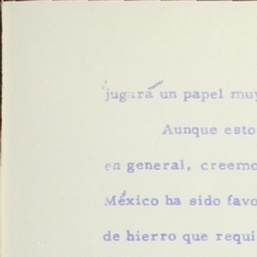 jugará un papel muy
Aunque esto
en general, creemo
México ha sido favo
de hierro que requi